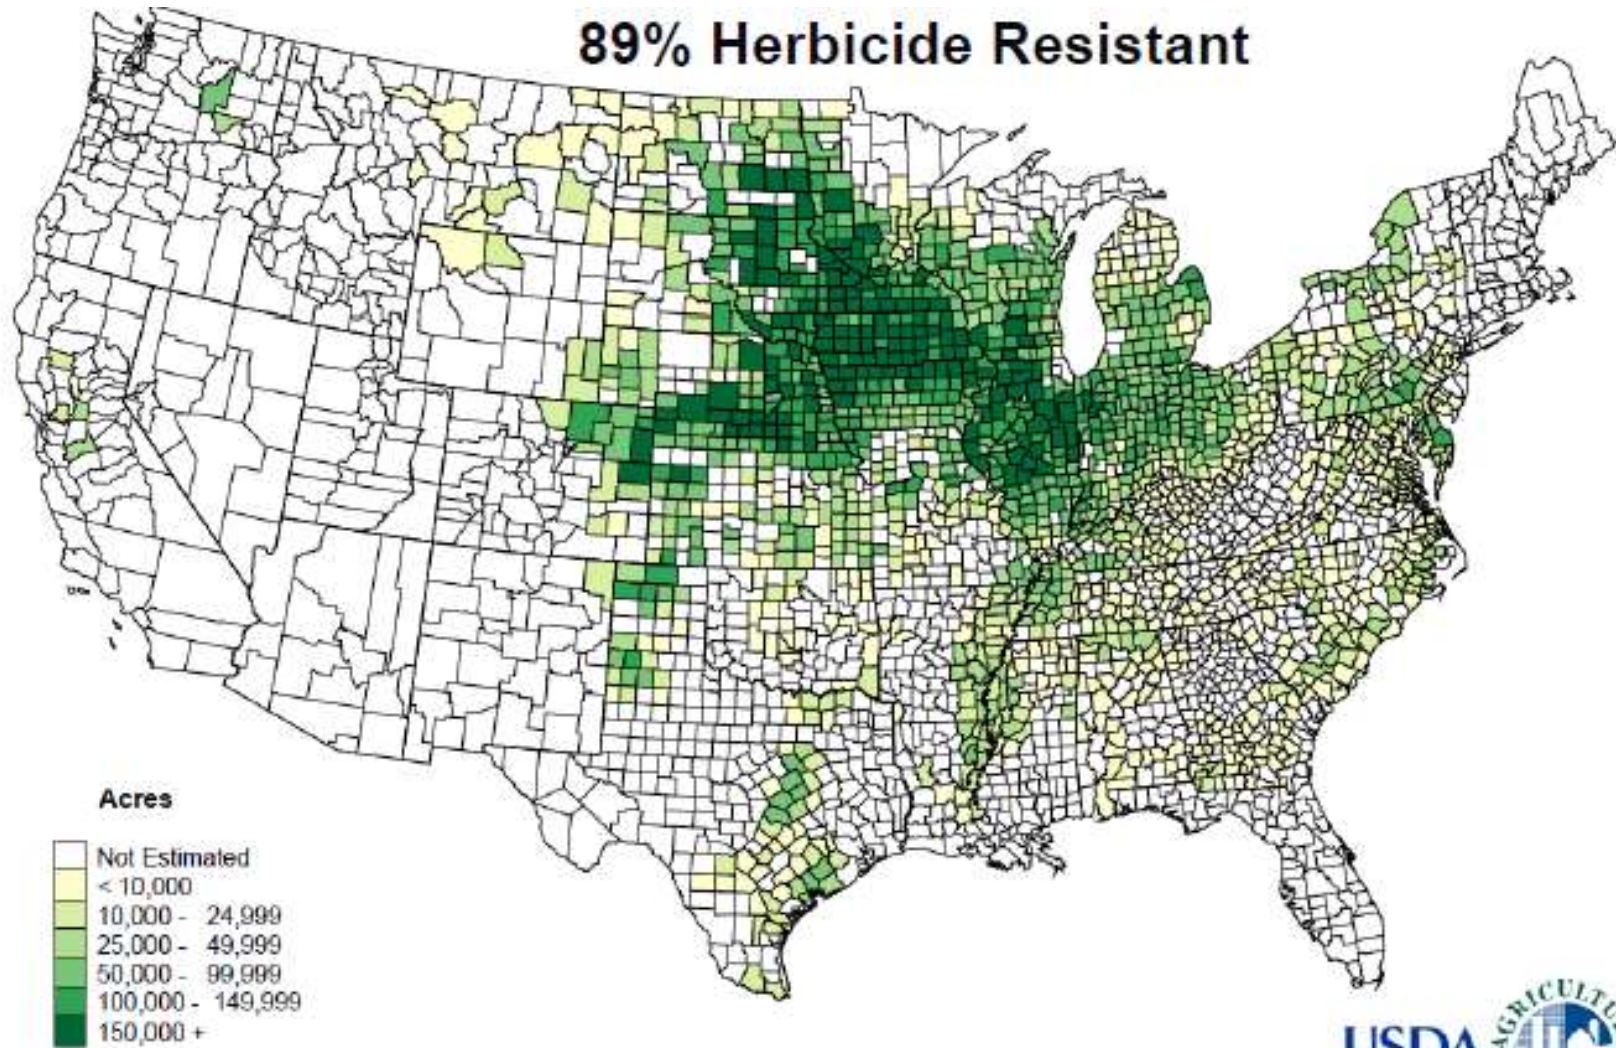 89% Herbicide Resistant
Acres
Not Estimated
< 10,000
10,000 - 24,999
25,000 - 49,999
50,000 - 99,999
100,000 - 149,999
150,000 +
USDA
AGRICULTU